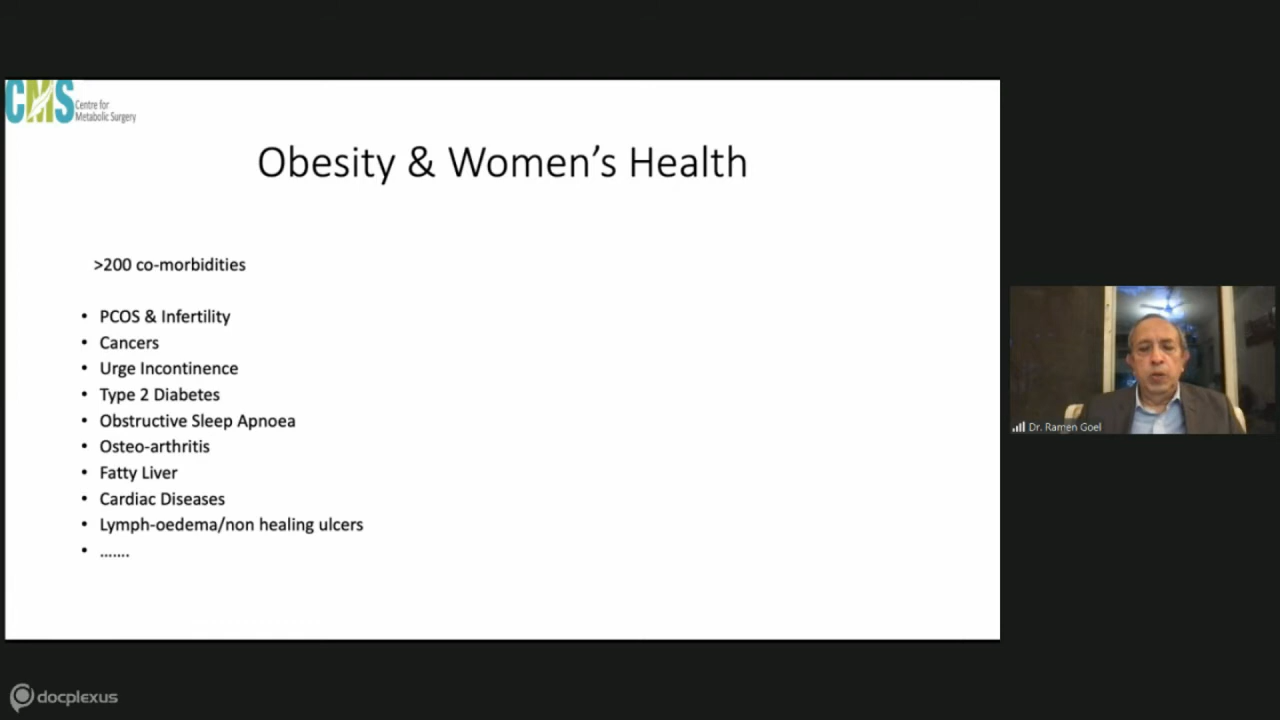 CMS
Centre for
Metabolic Surgery
Obesity & Women's Health
>200 co-morbidities
• PCOS & Infertility
• Cancers
• Urge Incontinence
• Type 2 Diabetes
• Obstructive Sleep Apnoea
• Osteo-arthritis
• Fatty Liver
• Cardiac Diseases
• Lymph-oedema/non healing ulcers
• .......
Dr. Ramen Goel
docplexus